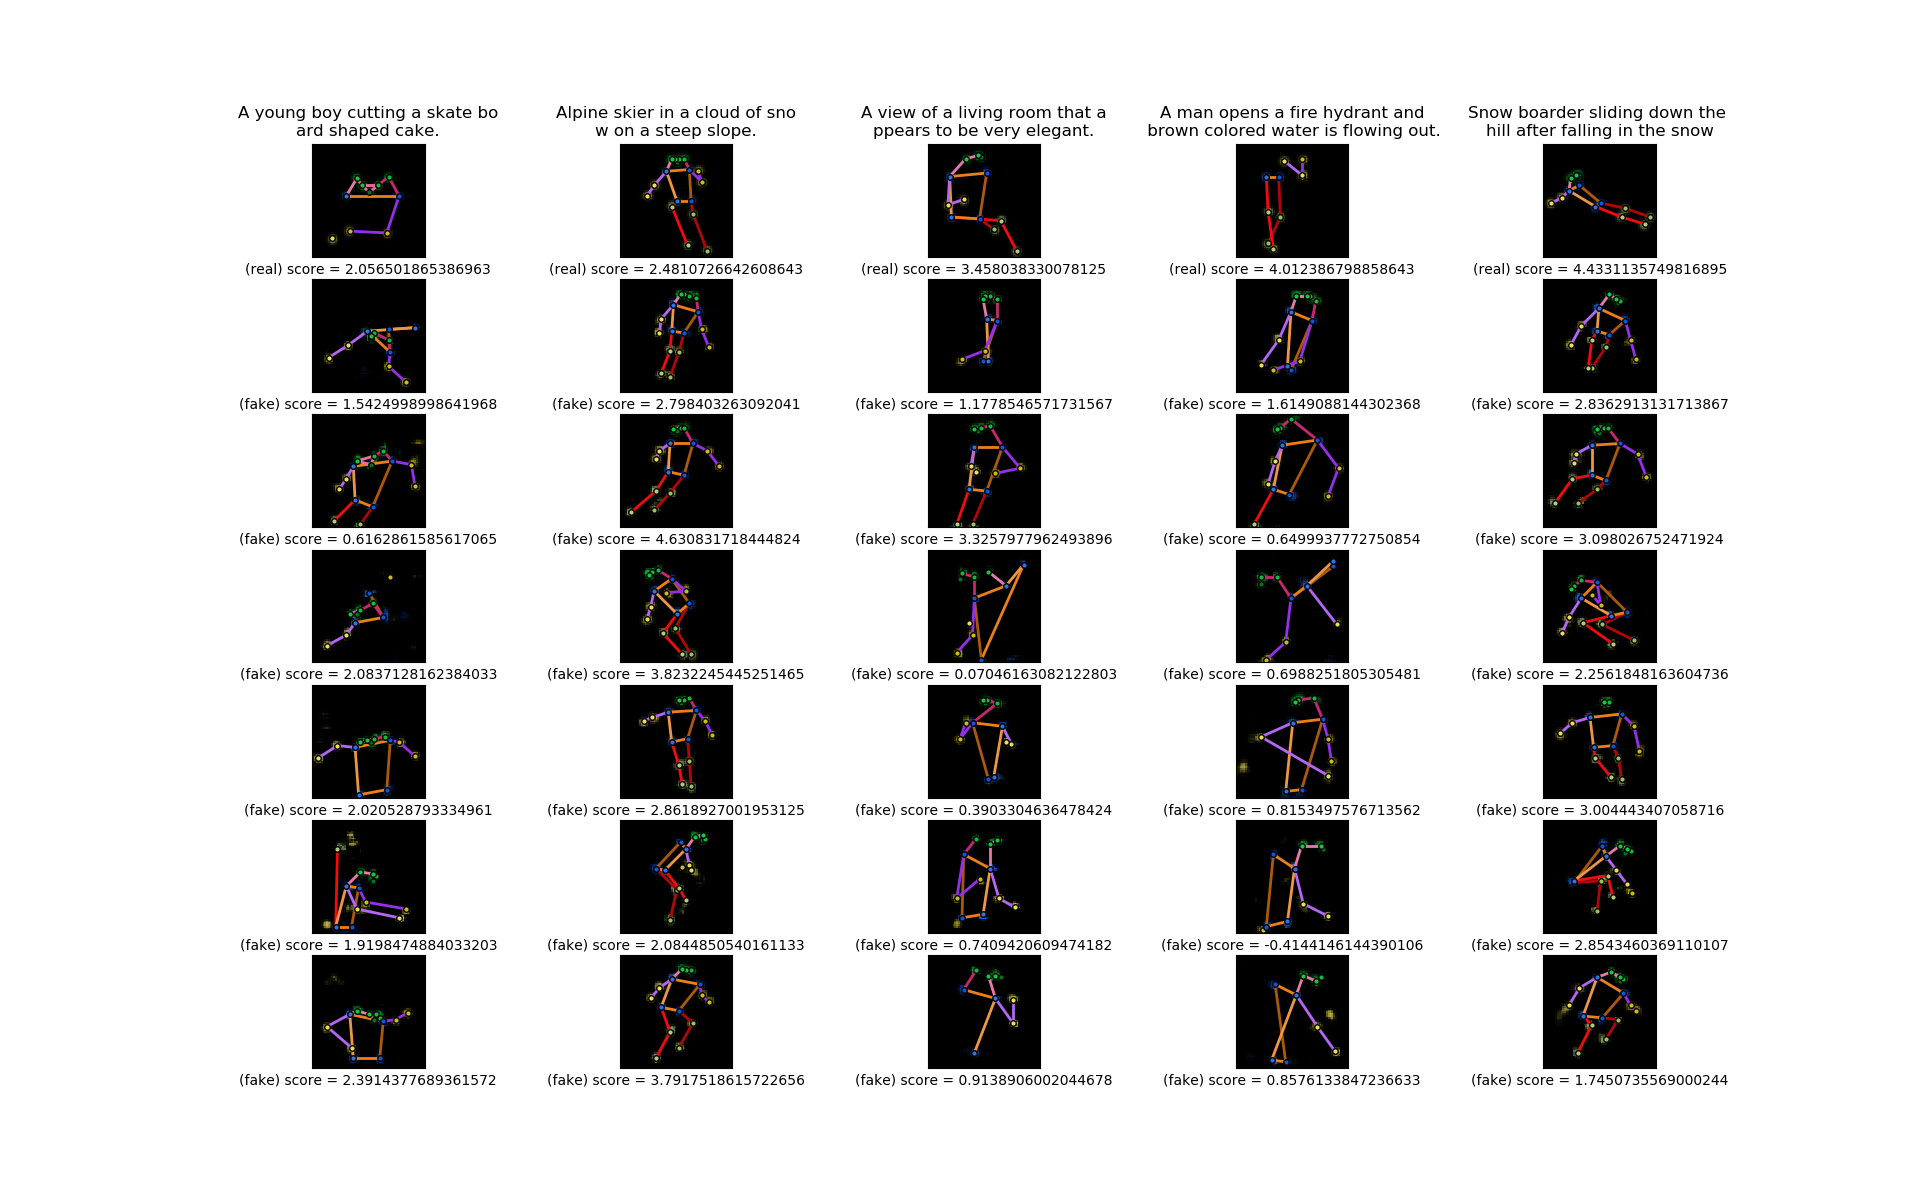 A young boy cutting a skate bo
ard shaped cake.
Alpine skier in a cloud of sno
w on a steep slope.
A view of a living room that a
ppears to be very elegant.
A man opens a fire hydrant and
brown colored water is flowing out.
Snow boarder sliding down the
hill after falling in the snow
(real) score = 2.056501865386963
(real) score = 2.4810726642608643
(real) score = 3.458038330078125
(real) score = 4.012386798858643
(real) score = 4.4331135749816895
(fake) score = 1.5424998998641968
(fake) score = 2.798403263092041
(fake) score = 1.1778546571731567
(fake) score = 1.6149088144302368
(fake) score = 2.8362913131713867
(fake) score = 0.6162861585617065
(fake) score = 4.630831718444824
(fake) score = 3.3257977962493896
(fake) score = 0.6499937772750854
(fake) score = 3.098026752471924
(fake) score = 2.0837128162384033
(fake) score = 3.8232245445251465
(fake) score = 0.07046163082122803
(fake) score = 0.6988251805305481
(fake) score = 2.2561848163604736
(fake) score = 2.020528793334961
(fake) score = 2.8618927001953125
(fake) score = 0.3903304636478424
(fake) score = 0.8153497576713562
(fake) score = 3.004443407058716
(fake) score = 1.9198474884033203
(fake) score = 2.0844850540161133
(fake) score = 0.7409420609474182
(fake) score = -0.4144146144390106
(fake) score = 2.8543460369110107
(fake) score = 2.3914377689361572
(fake) score = 3.7917518615722656
(fake) score = 0.9138906002044678
(fake) score = 0.8576133847236633
(fake) score = 1.7450735569000244